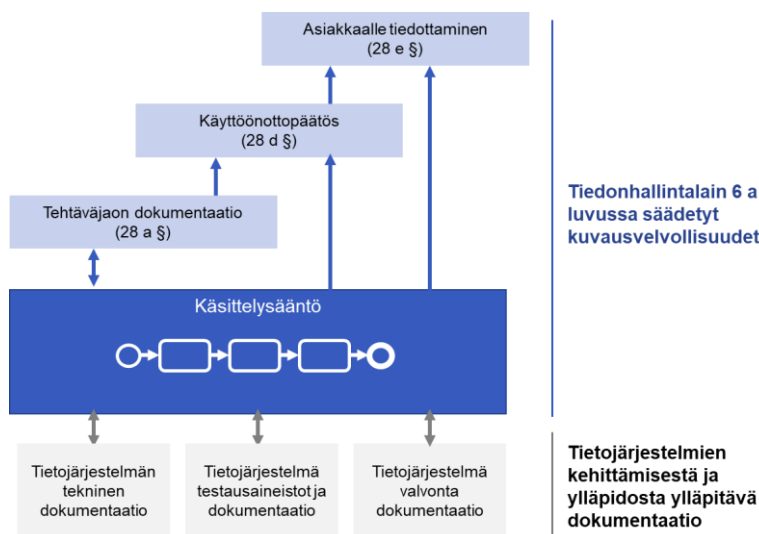 Asiakkaalle tiedottaminen
(28 e §)
Käyttöönottopäätös
(28 d §)
Tehtäväjaon dokumentaatio
(28 a §)
Tiedonhallintalain 6 a
luvussa säädetyt
kuvausvelvollisuudet
Käsittelysääntö
Tietojärjestelmän
tekninen
dokumentaatio
Tietojärjestelmä
testausaineistot ja
dokumentaatio
Tietojärjestelmä
valvonta
dokumentaatio
Tietojärjestelmien
kehittämisestä ja
ylläpidosta ylläpitävä
dokumentaatio